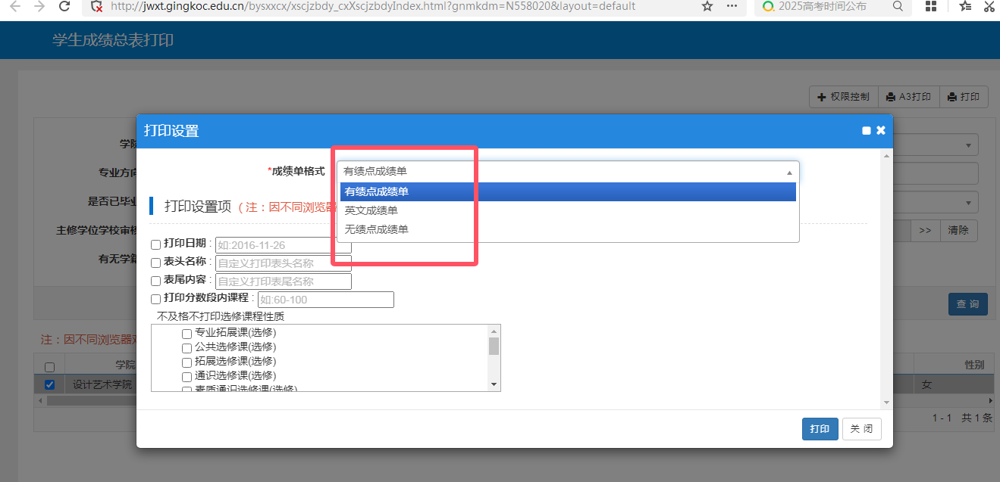 http://jwxt.gingkoc.edu.cn/bysxxcx/xscjzbdy_cxXscjzbdyIndex.html?gnmkdm=N558020&layout=default
2025高考时间公布
学生成绩总表打印
权限控制 A3打印 打印
打印设置
学院
*成绩单格式 有绩点成绩单
专业方向
有绩点成绩单
是否已毕业
打印设置项 (注：因不同浏览器
英文成绩单
主修学位学校审核
无绩点成绩单
>> 清除
打印日期: 如:2016-11-26
有无学籍
表头名称: 自定义打印表头名称
表尾内容: 自定义打印表尾名称
打印分数段内课程: 如:60-100
查 询
不及格不打印选修课程性质
专业拓展课(选修)
注：因不同浏览器
公共选修课(选修)
拓展选修课(选修)
学院 性别
通识选修课(选修)
设计艺术学院 女
素质通识选修课(选修)
1 - 1 共 1 条
打印 关 闭